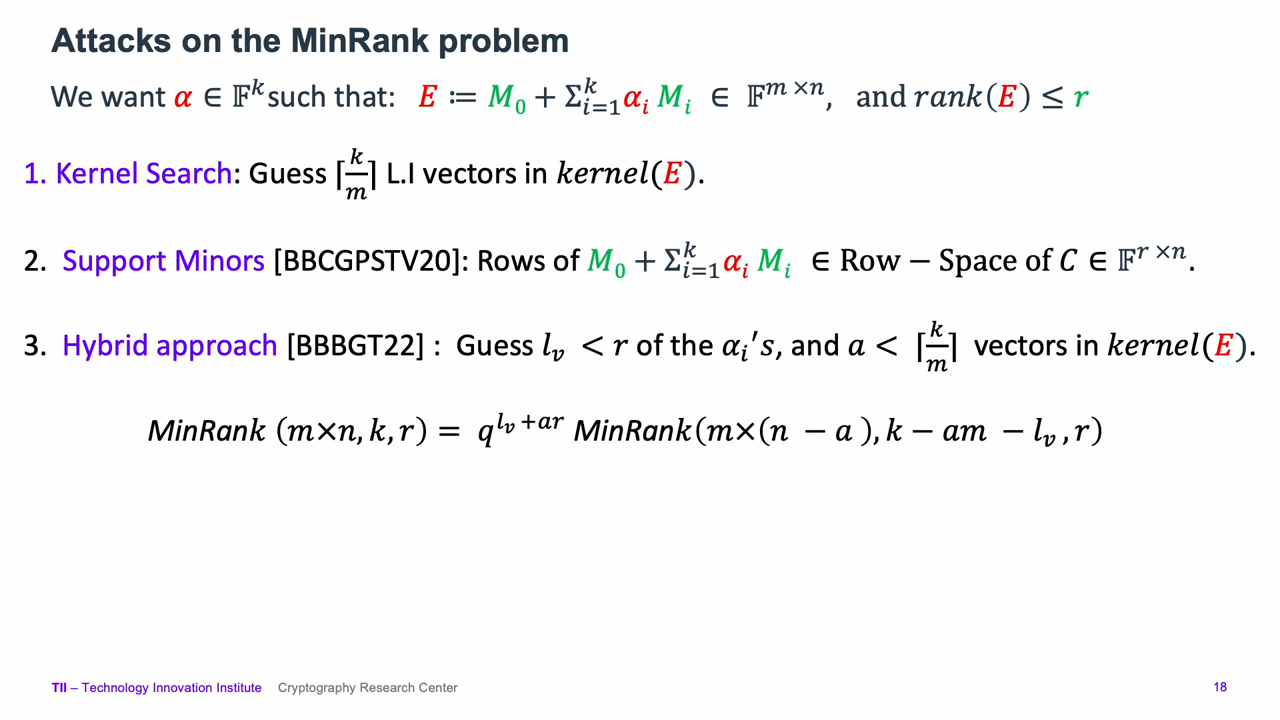 Attacks on the MinRank problem
We want α ∈ 𝔽^k such that: E ≔ M_0 + Σ_{i=1}^k α_i M_i ∈ 𝔽^{m ×n}, and rank(E) ≤ r
1. Kernel Search: Guess ⌈k/m⌉ L.I vectors in kernel(E).
2. Support Minors [BBCGPSTV20]: Rows of M_0 + Σ_{i=1}^k α_i M_i ∈ Row − Space of C ∈ 𝔽^{r ×n}.
3. Hybrid approach [BBBGT22] : Guess l_v < r of the α_i's, and a < ⌈k/m⌉ vectors in kernel(E).
MinRank (m×n, k, r) = q^{l_v+ar} MinRank(m×(n − a ), k − am − l_v , r)
TII – Technology Innovation Institute Cryptography Research Center 18